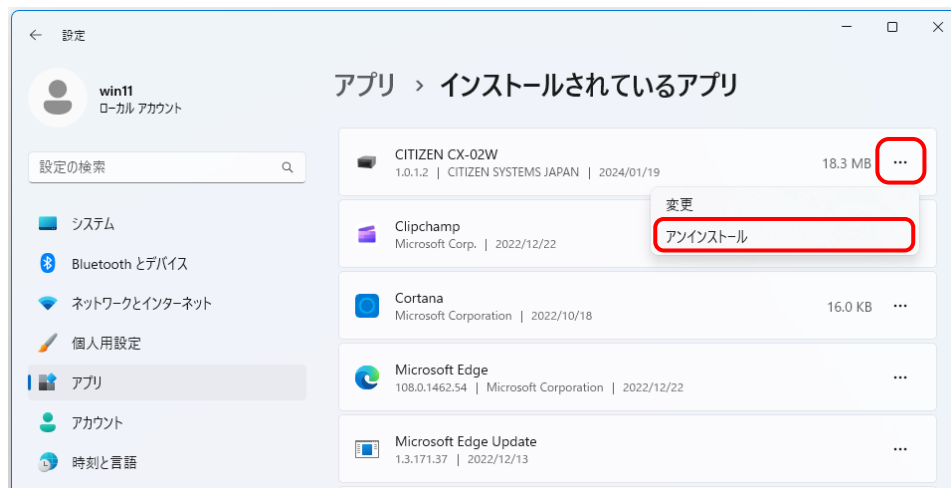 設定
win11
ローカル アカウント
設定の検索
システム
Bluetooth とデバイス
ネットワークとインターネット
個人用設定
アプリ
アカウント
時刻と言語
アプリ › インストールされているアプリ
CITIZEN CX-02W
1.0.1.2 | CITIZEN SYSTEMS JAPAN | 2024/01/19
18.3 MB
変更
アンインストール
Clipchamp
Microsoft Corp. | 2022/12/22
Cortana
Microsoft Corporation | 2022/10/18
16.0 KB
Microsoft Edge
108.0.1462.54 | Microsoft Corporation | 2022/12/22
Microsoft Edge Update
1.3.171.37 | 2022/12/13